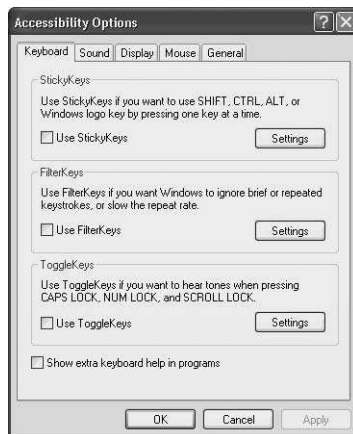 Accessibility Options
Keyboard Sound Display Mouse General
StickyKeys
Use StickyKeys if you want to use SHIFT, CTRL, ALT, or
Windows logo key by pressing one key at a time.
Use StickyKeys Settings
FilterKeys
Use FilterKeys if you want Windows to ignore brief or repeated
keystrokes, or slow the repeat rate.
Use FilterKeys Settings
ToggleKeys
Use ToggleKeys if you want to hear tones when pressing
CAPS LOCK, NUM LOCK, and SCROLL LOCK.
Use ToggleKeys Settings
Show extra keyboard help in programs
OK Cancel Apply